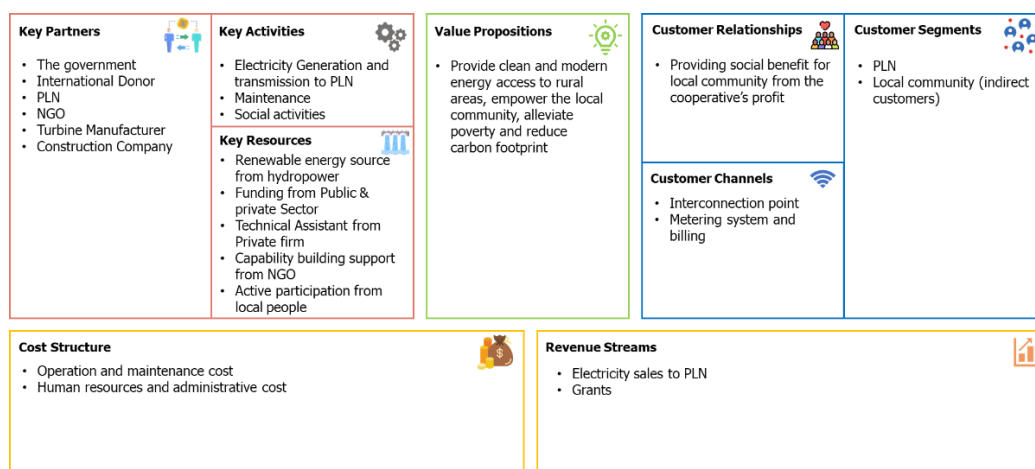 Key Partners
• The government
• International Donor
• PLN
• NGO
• Turbine Manufacturer
• Construction Company
Key Activities
• Electricity Generation and
transmission to PLN
• Maintenance
• Social activities
Key Resources
• Renewable energy source
from hydropower
• Funding from Public &
private Sector
• Technical Assistant from
Private firm
• Capability building support
from NGO
• Active participation from
local people
Value Propositions
• Provide clean and modern
energy access to rural
areas, empower the local
community, alleviate
poverty and reduce
carbon footprint
Customer Relationships
• Providing social benefit for
local community from the
cooperative's profit
Customer Channels
• Interconnection point
• Metering system and
billing
Customer Segments
• PLN
• Local community (indirect
customers)
Cost Structure
• Operation and maintenance cost
• Human resources and administrative cost
Revenue Streams
• Electricity sales to PLN
• Grants